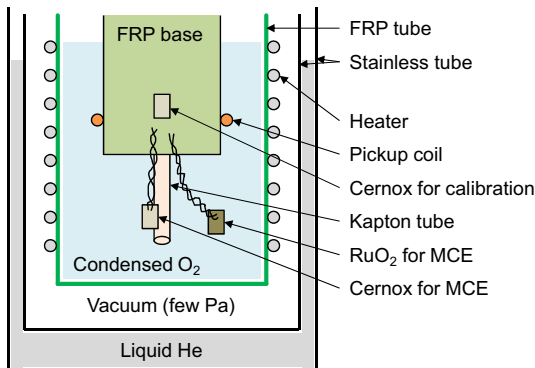 FRP base
FRP tube
Stainless tube
Heater
Pickup coil
Cernox for calibration
Kapton tube
RuO₂ for MCE
Cernox for MCE
Condensed O₂
Vacuum (few Pa)
Liquid He